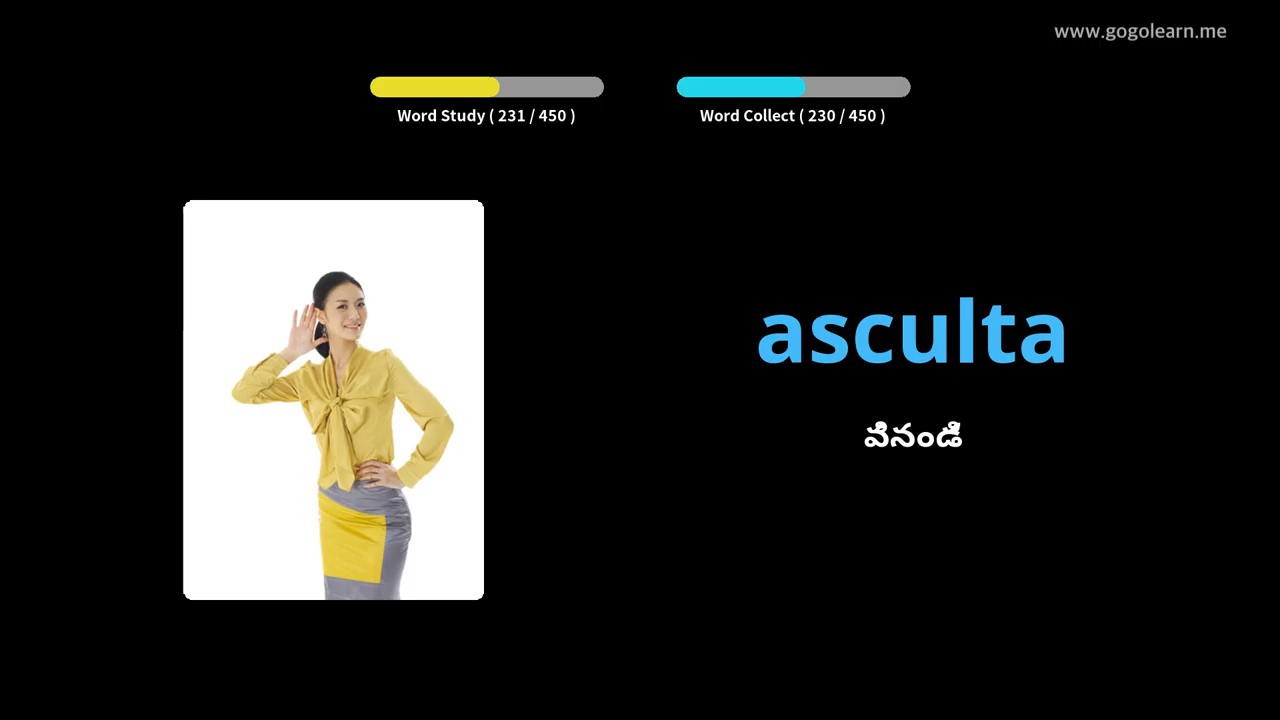 www.gogolearn.me
Word Study ( 231 / 450 )
Word Collect ( 230 / 450 )
asculta
వినండి